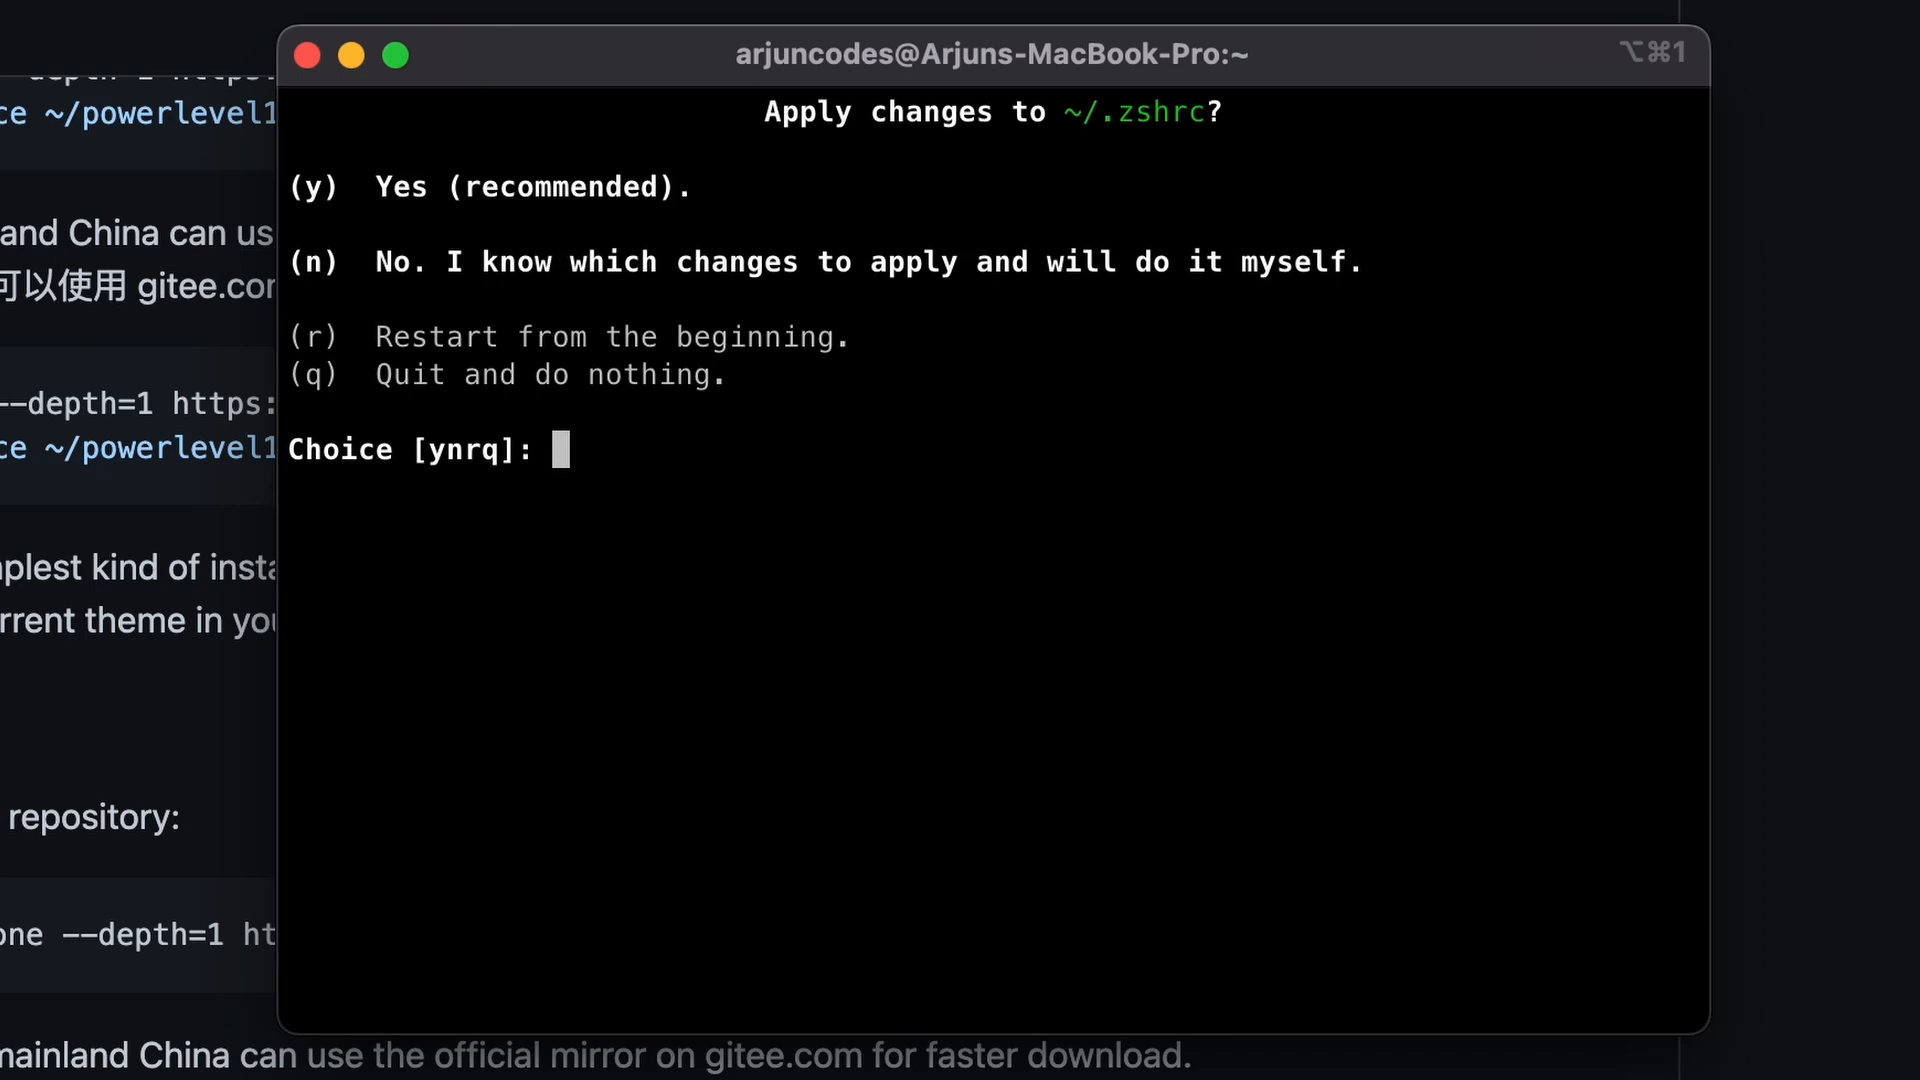 arjuncodes@Arjuns-MacBook-Pro:~
⌥⌘1
Apply changes to ~/.zshrc?
(y) Yes (recommended).
(n) No. I know which changes to apply and will do it myself.
(r) Restart from the beginning.
(q) Quit and do nothing.
Choice [ynrq]:
ce ~/powerlevel1
and China can us
可以使用 gitee.com
--depth=1 https:
ce ~/powerlevel1
plest kind of insta
rrent theme in you
repository:
one --depth=1 ht
mainland China can use the official mirror on gitee.com for faster download.